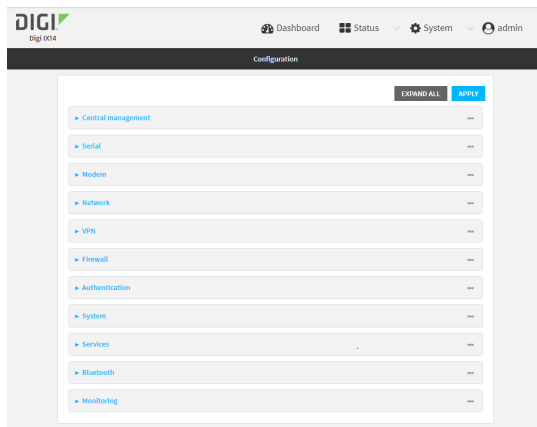 DIGI
Digi IX14
Dashboard Status System admin
Configuration
EXPAND ALL APPLY
Central management
Serial
Modem
Network
VPN
Firewall
Authentication
System
Services
Bluetooth
Monitoring